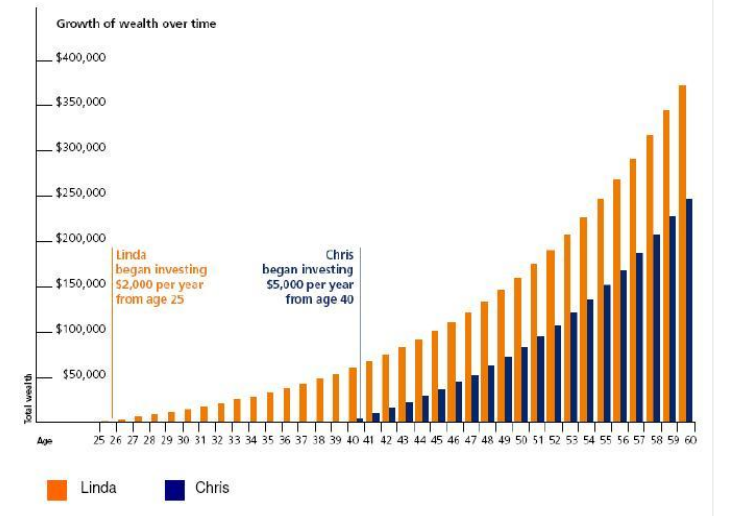 Growth of wealth over time
$400,000
$350,000
$300,000
$250,000
$200,000
$150,000
$100,000
$50,000
Total wealth
Linda
began investing
$2,000 per year
from age 25
Chris
began investing
$5,000 per year
from age 40
Age
25 26 27 28 29 30 31 32 33 34 35 36 37 38 39 40 41 42 43 44 45 46 47 48 49 50 51 52 53 54 55 56 57 58 59 60
Linda
Chris